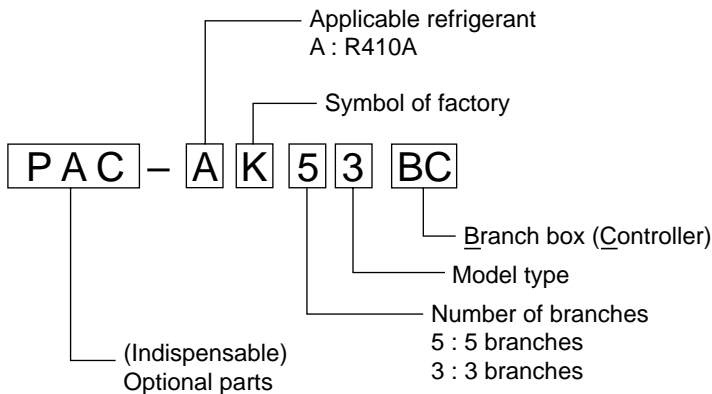 Applicable refrigerant
A : R410A
Symbol of factory
PAC – A K 5 3 BC
Branch box (Controller)
Model type
Number of branches
5 : 5 branches
3 : 3 branches
(Indispensable)
Optional parts